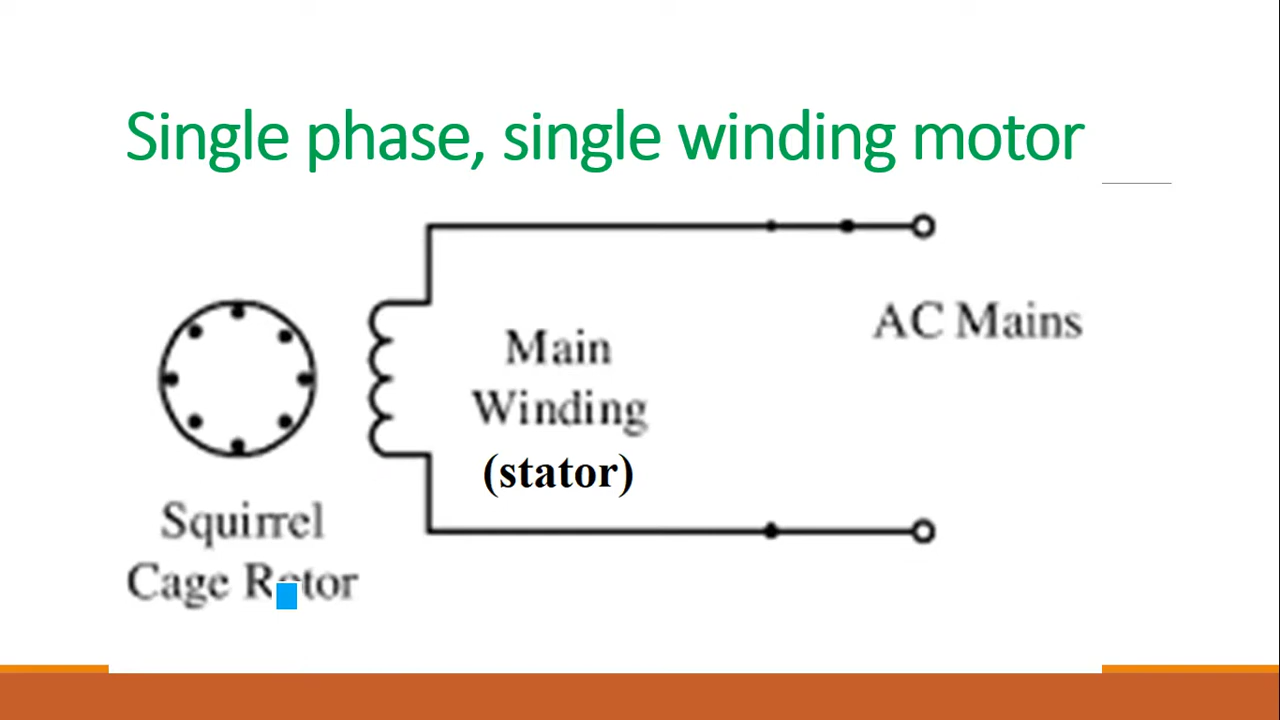 Single phase, single winding motor
AC Mains
Main
Winding
(stator)
Squirrel
Cage Rotor